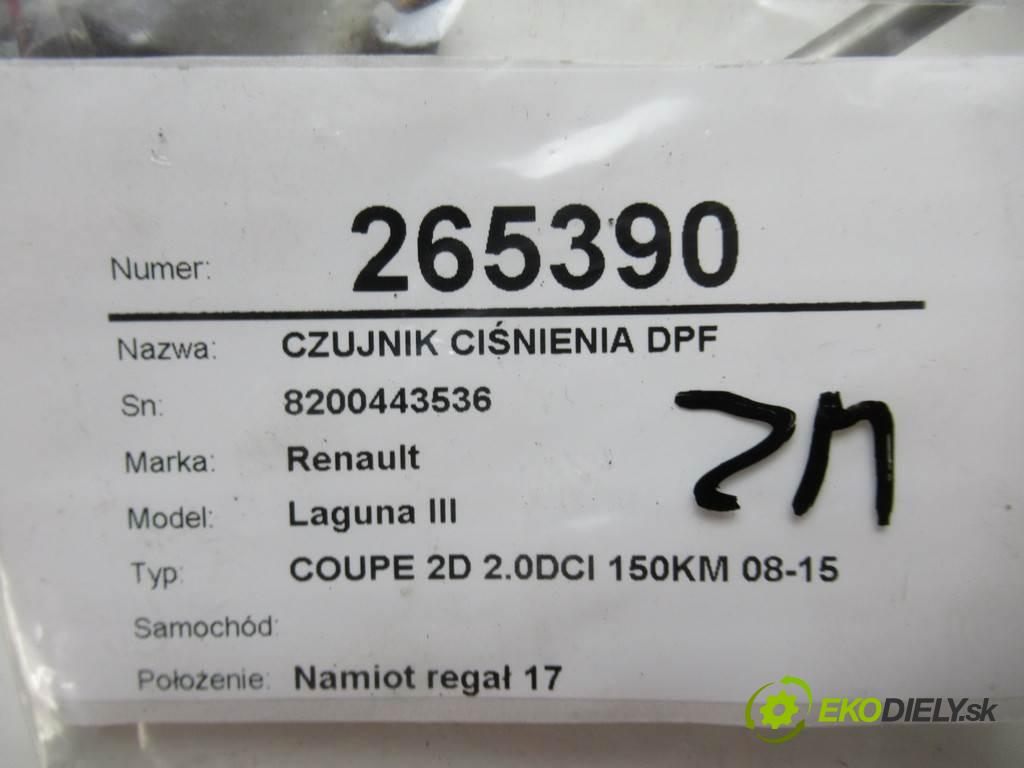 Numer: 265390
Nazwa: CZUJNIK CIŚNIENIA DPF
Sn: 8200443536
Marka: Renault
Model: Laguna III
Typ: COUPE 2D 2.0DCI 150KM 08-15
Samochód:
Położenie: Namiot regał 17
EKODIELY.sk